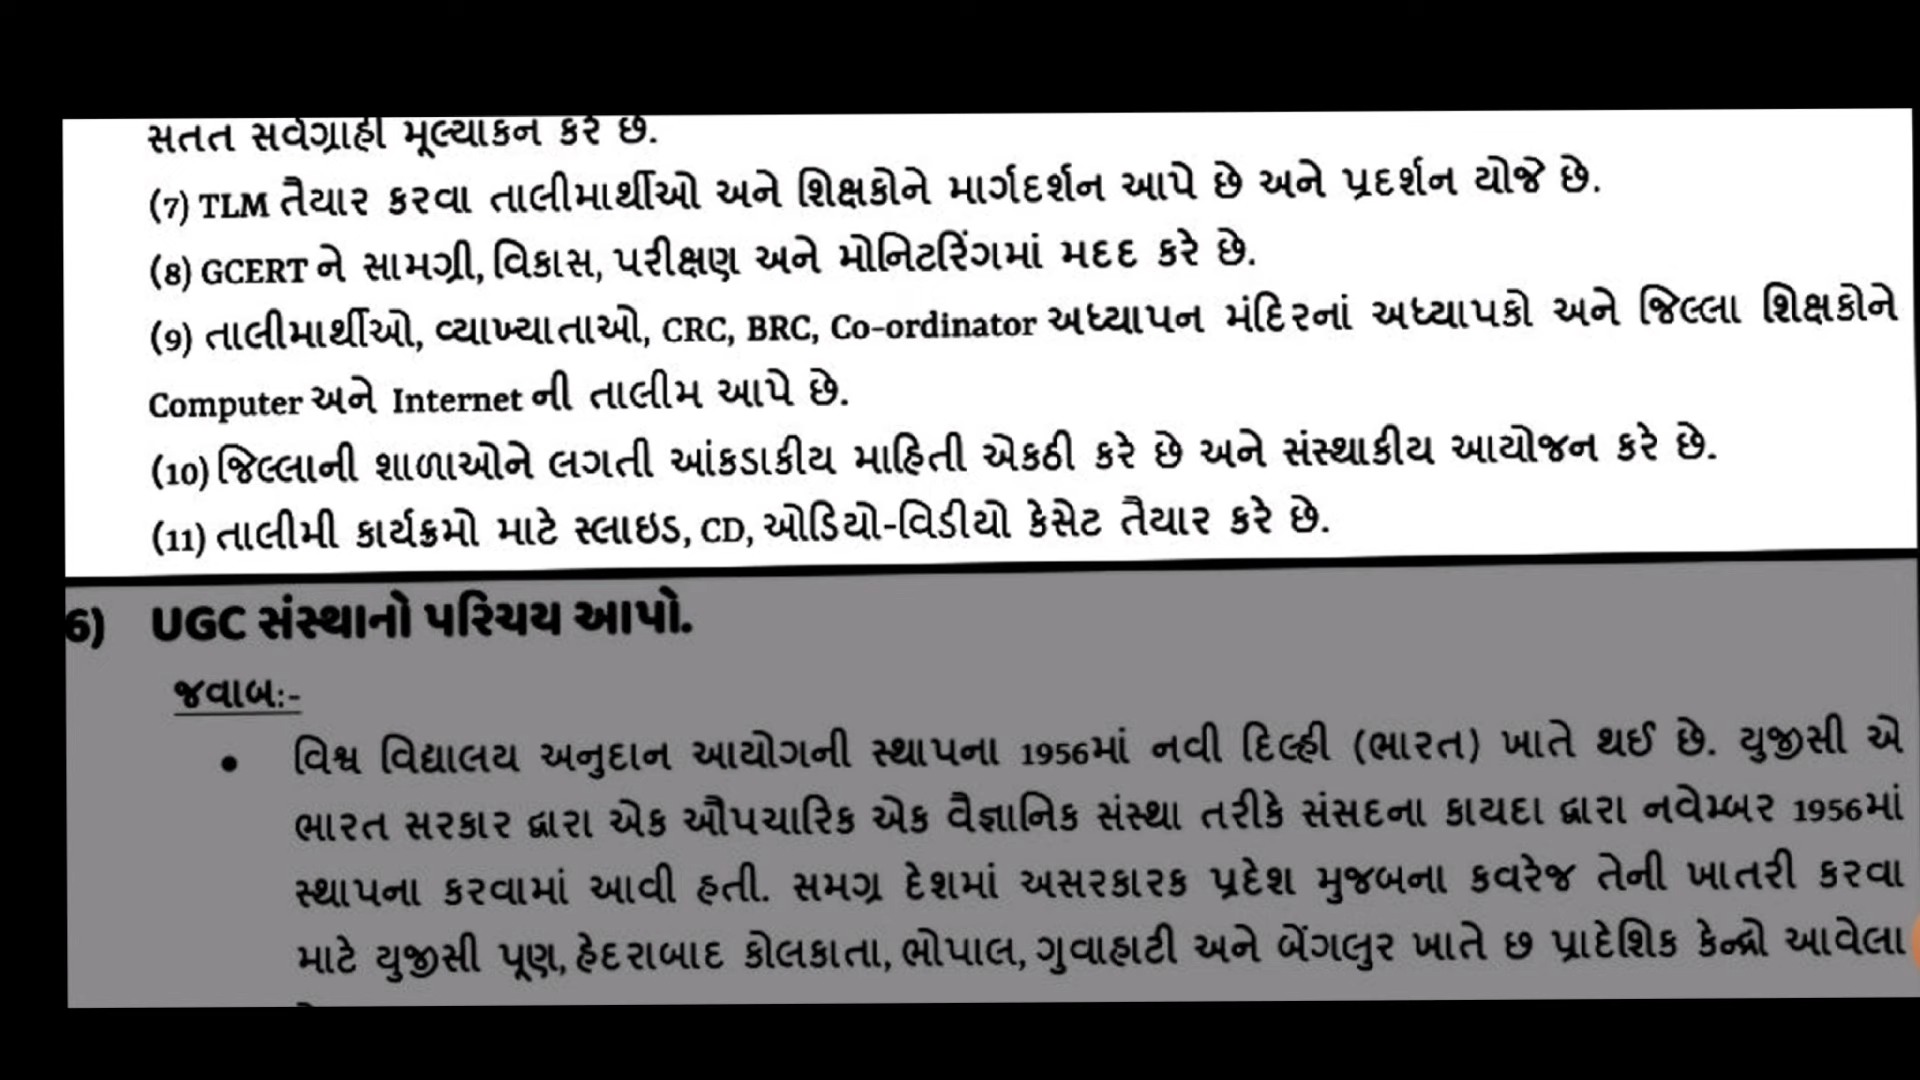 સતત સર્વગ્રાહી મૂલ્યાંકન કરે છે.
(7) TLM તૈયાર કરવા તાલીમાર્થીઓ અને શિક્ષકોને માર્ગદર્શન આપે છે અને પ્રદર્શન યોજે છે.
(8) GCERT ને સામગ્રી, વિકાસ, પરીક્ષણ અને મોનિટરિંગમાં મદદ કરે છે.
(9) તાલીમાર્થીઓ, વ્યાખ્યાતાઓ, CRC, BRC, Co-ordinator અધ્યાપન મંદિરનાં અધ્યાપકો અને જિલ્લા શિક્ષકોને
Computer અને Internet ની તાલીમ આપે છે.
(10) જિલ્લાની શાળાઓને લગતી આંકડાકીય માહિતી એકઠી કરે છે અને સંસ્થાકીય આયોજન કરે છે.
(11) તાલીમી કાર્યક્રમો માટે સ્લાઇડ, CD, ઓડિયો-વિડીયો કેસેટ તૈયાર કરે છે.
6) UGC સંસ્થાનો પરિચય આપો.
જવાબ:-
• વિશ્વ વિદ્યાલય અનુદાન આયોગની સ્થાપના 1956માં નવી દિલ્હી (ભારત) ખાતે થઈ છે. યુજીસી એ
ભારત સરકાર દ્વારા એક ઔપચારિક એક વૈજ્ઞાનિક સંસ્થા તરીકે સંસદના કાયદા દ્વારા નવેમ્બર 1956માં
સ્થાપના કરવામાં આવી હતી. સમગ્ર દેશમાં અસરકારક પ્રદેશ મુજબના કવરેજ તેની ખાતરી કરવા
માટે યુજીસી પૂણ, હેદરાબાદ કોલકાતા, ભોપાલ, ગુવાહાટી અને બેંગલુર ખાતે છ પ્રાદેશિક કેન્દ્રો આવેલા